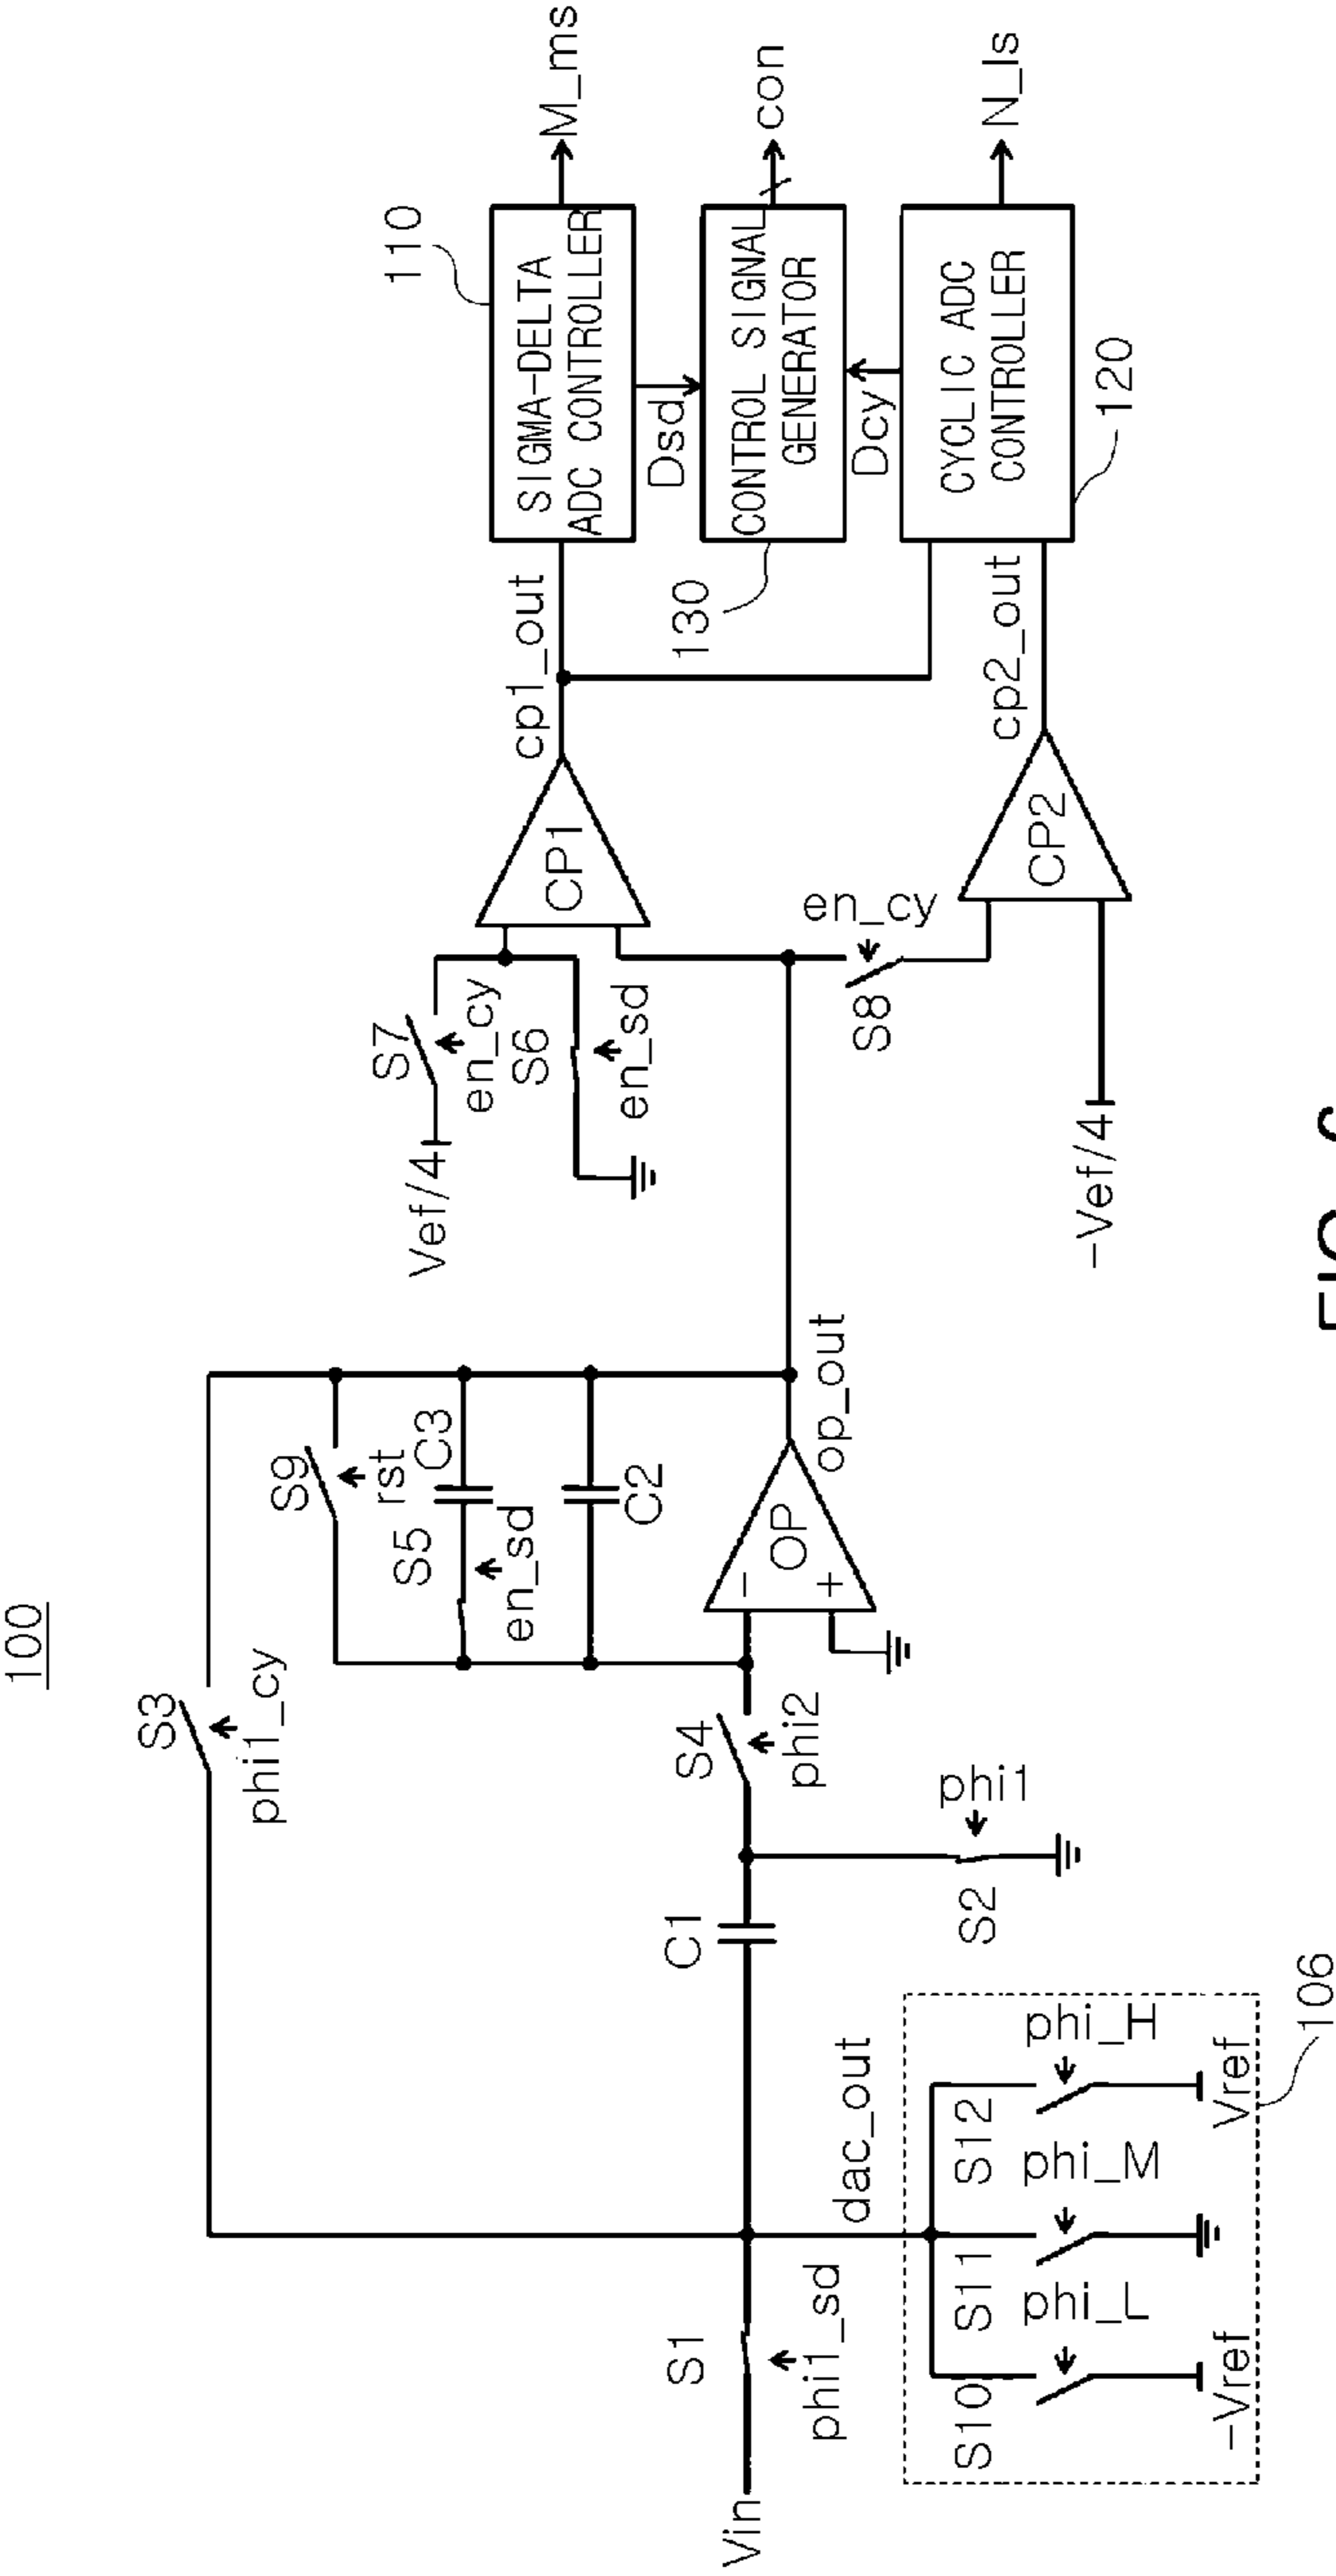 100
S3
phi1_cy
S9
rst
S5
C3
en_sd
C2
S7
en_cy
Vef/4
S6
en_sd
110
SIGMA-DELTA
ADC CONTROLLER
M_ms
cp1_out
CP1
Dsd
Vin
S1
phi1_sd
C1
S4
phi2
-
+
OP
op_out
130
CONTROL SIGNAL
GENERATOR
con
Dcy
en_cy
S8
dac_out
S2
phi1
-Vef/4
CP2
cp2_out
CYCLIC ADC
CONTROLLER
N_ls
120
S10
phi_L
S11
phi_M
S12
phi_H
-Vref
Vref
106